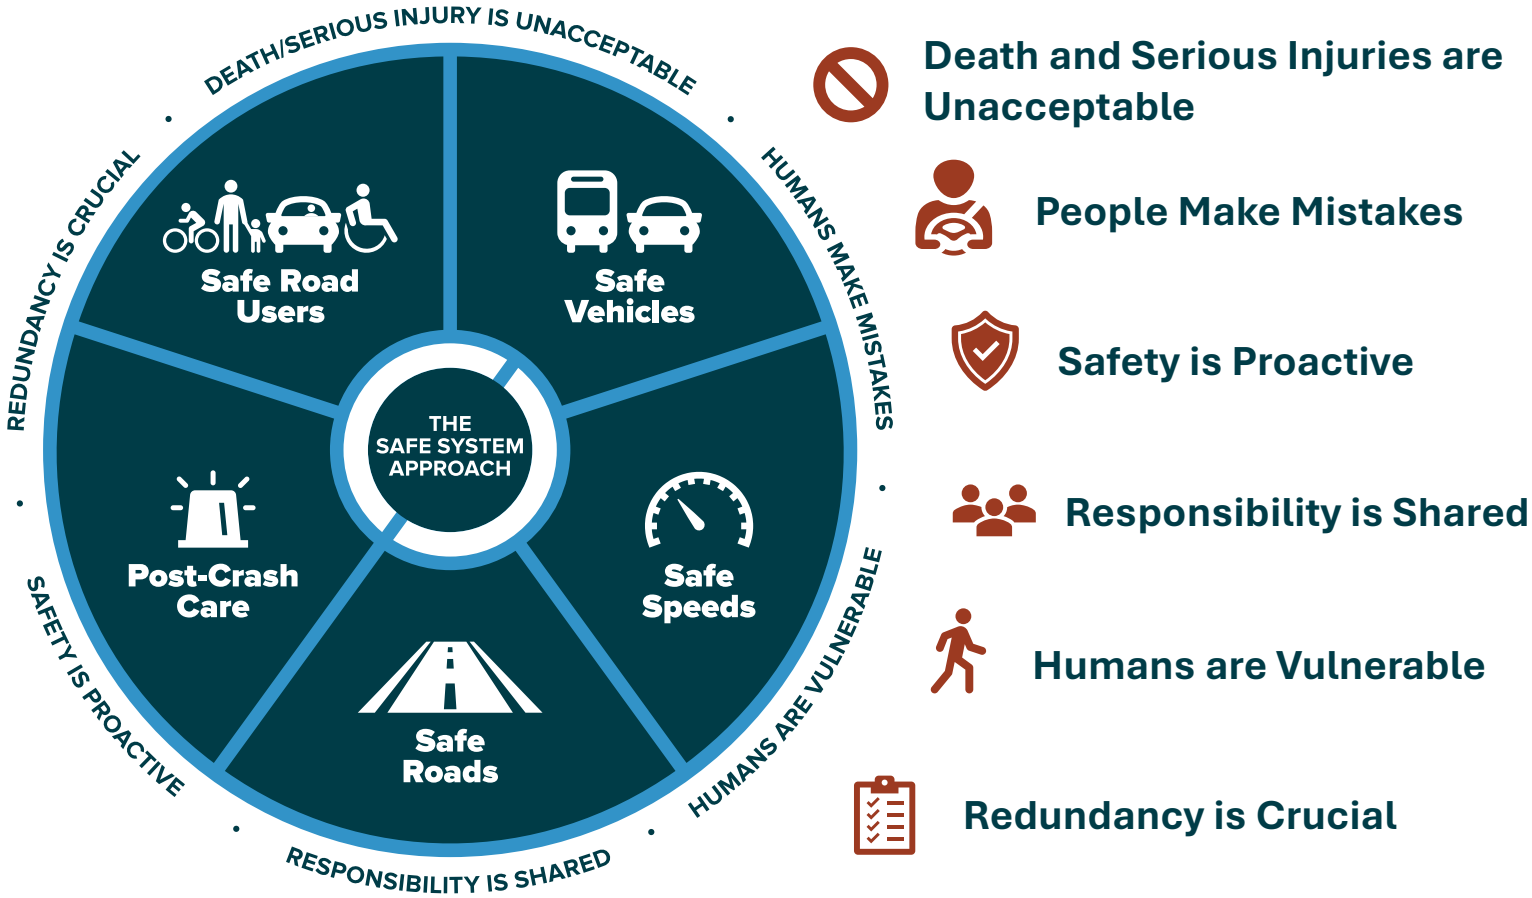 DEATH/SERIOUS INJURY IS UNACCEPTABLE
HUMANS MAKE MISTAKES
HUMANS ARE VULNERABLE
RESPONSIBILITY IS SHARED
SAFETY IS PROACTIVE
REDUNDANCY IS CRUCIAL
Safe Road
Users
Safe
Vehicles
Safe
Speeds
Safe
Roads
Post-Crash
Care
THE
SAFE SYSTEM
APPROACH
Death and Serious Injuries are
Unacceptable
People Make Mistakes
Safety is Proactive
Responsibility is Shared
Humans are Vulnerable
Redundancy is Crucial